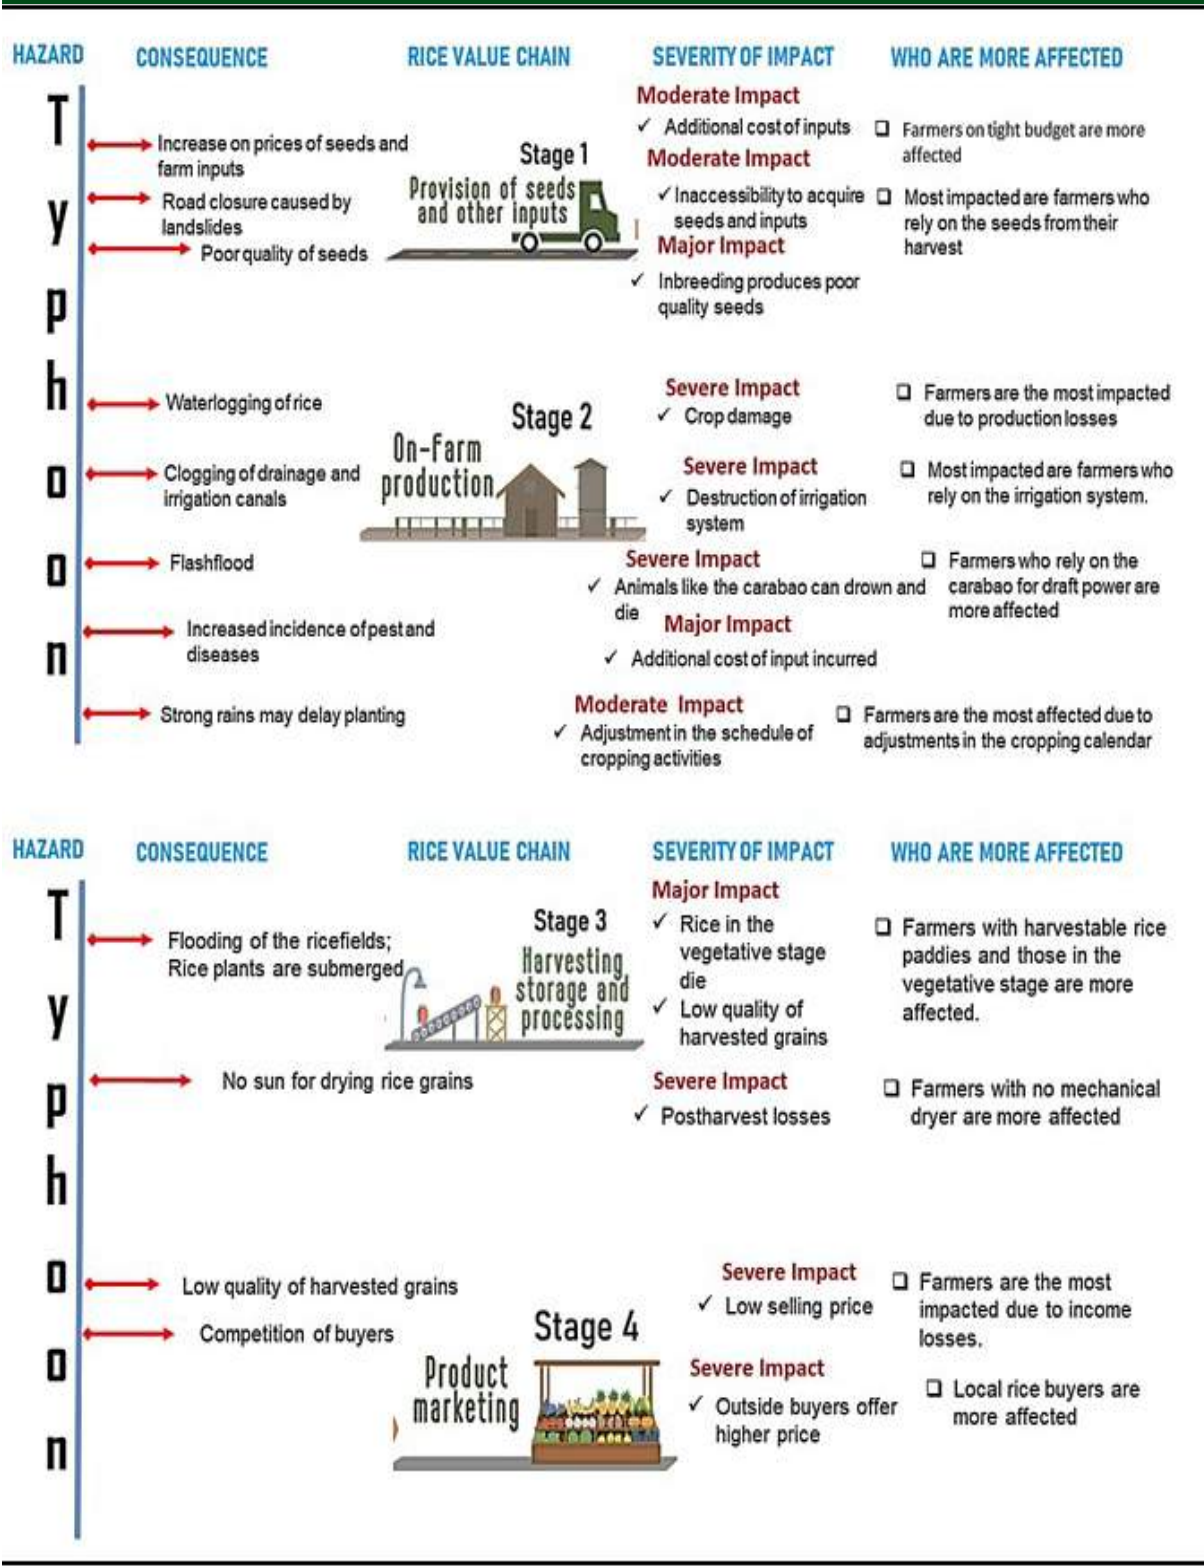 HAZARD CONSEQUENCE RICE VALUE CHAIN SEVERITY OF IMPACT WHO ARE MORE AFFECTED
Typhoon
Increase on prices of seeds and
farm inputs
Road closure caused by
landslides
Poor quality of seeds
Stage 1
Provision of seeds
and other inputs
Moderate Impact
✓ Additional cost of inputs
Moderate Impact
✓ Inaccessibility to acquire
seeds and inputs
Major Impact
✓ Inbreeding produces poor
quality seeds
❑ Farmers on tight budget are more
affected
❑ Most impacted are farmers who
rely on the seeds from their
harvest
Waterlogging of rice
Clogging of drainage and
irrigation canals
Flashflood
Increased incidence of pest and
diseases
Strong rains may delay planting
Stage 2
On-Farm
production
Severe Impact
✓ Crop damage
Severe Impact
✓ Destruction of irrigation
system
Severe Impact
✓ Animals like the carabao can drown and
die
Major Impact
✓ Additional cost of input incurred
Moderate Impact
✓ Adjustment in the schedule of
cropping activities
❑ Farmers are the most impacted
due to production losses
❑ Most impacted are farmers who
rely on the irrigation system.
❑ Farmers who rely on the
carabao for draft power are
more affected
❑ Farmers are the most affected due to
adjustments in the cropping calendar
HAZARD CONSEQUENCE RICE VALUE CHAIN SEVERITY OF IMPACT WHO ARE MORE AFFECTED
Typhoon
Flooding of the ricefields;
Rice plants are submerged
No sun for drying rice grains
Stage 3
Harvesting,
storage and
processing
Major Impact
✓ Rice in the
vegetative stage
die
✓ Low quality of
harvested grains
Severe Impact
✓ Postharvest losses
❑ Farmers with harvestable rice
paddies and those in the
vegetative stage are more
affected.
❑ Farmers with no mechanical
dryer are more affected
Low quality of harvested grains
Competition of buyers
Stage 4
Product
marketing
Severe Impact
✓ Low selling price
Severe Impact
✓ Outside buyers offer
higher price
❑ Farmers are the most
impacted due to income
losses.
❑ Local rice buyers are
more affected